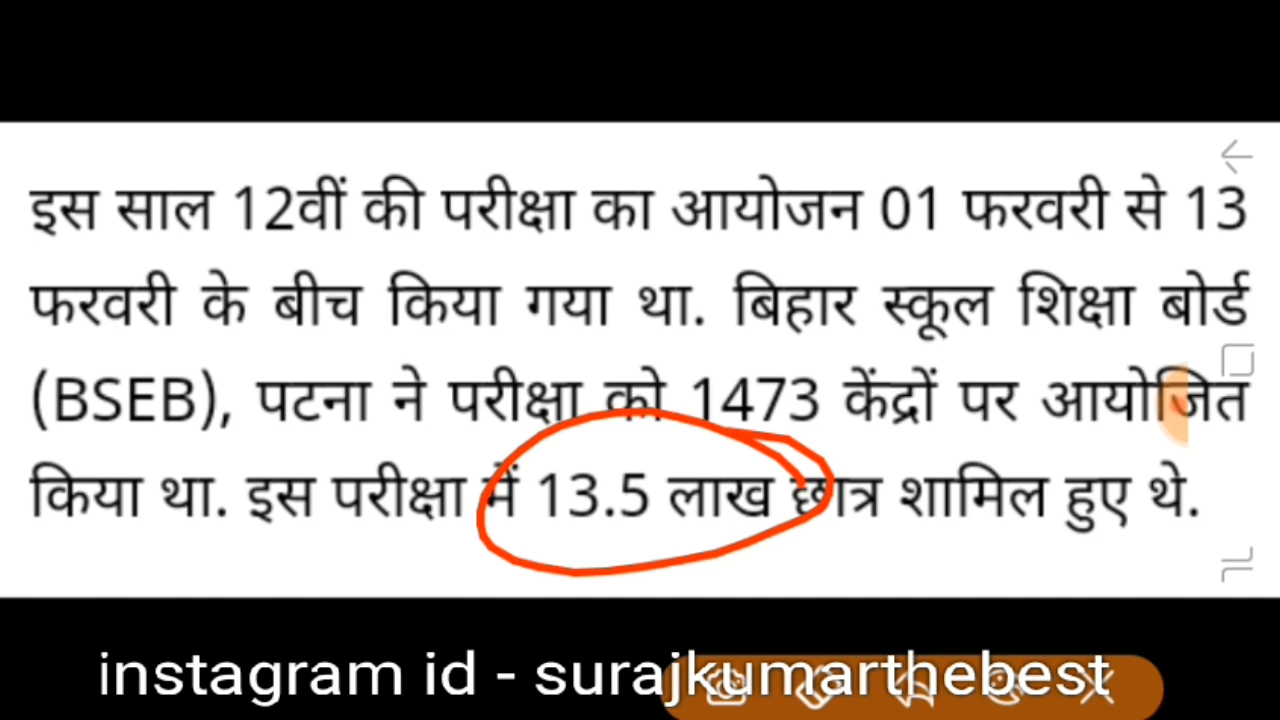 इस साल 12वीं की परीक्षा का आयोजन 01 फरवरी से 13
फरवरी के बीच किया गया था. बिहार स्कूल शिक्षा बोर्ड
(BSEB), पटना ने परीक्षा को 1473 केंद्रों पर आयोजित
किया था. इस परीक्षा में 13.5 लाख छात्र शामिल हुए थे.
instagram id - surajkumarthebest